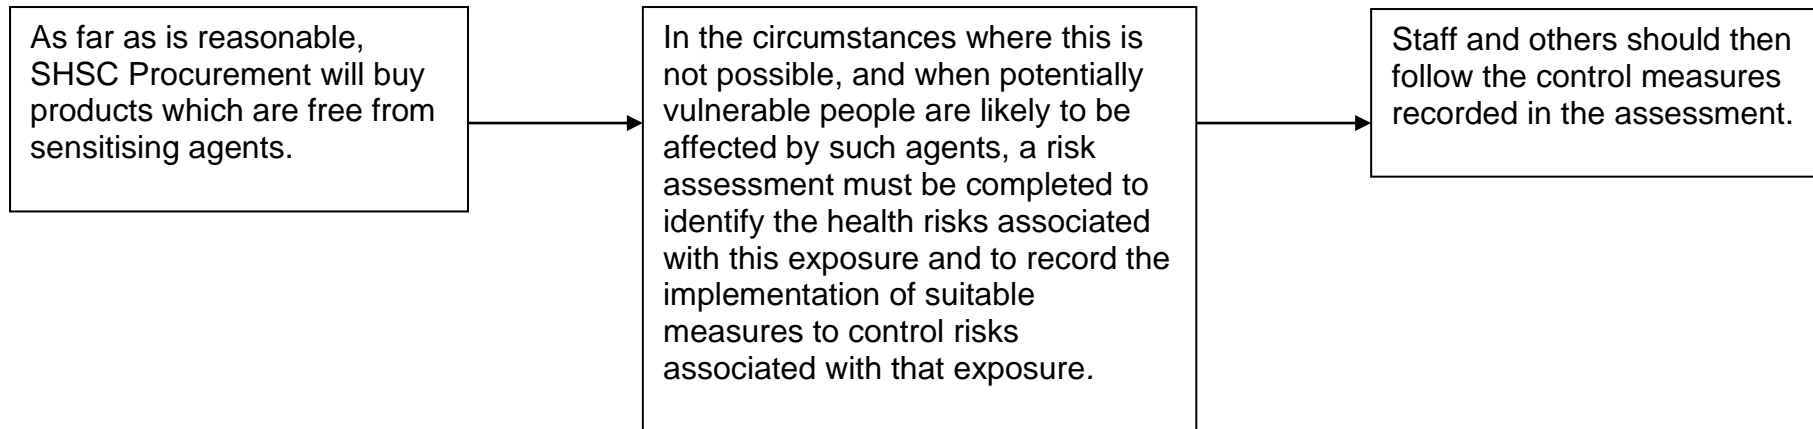 As far as is reasonable,
SHSC Procurement will buy
products which are free from
sensitising agents.
In the circumstances where this is
not possible, and when potentially
vulnerable people are likely to be
affected by such agents, a risk
assessment must be completed to
identify the health risks associated
with this exposure and to record the
implementation of suitable
measures to control risks
associated with that exposure.
Staff and others should then
follow the control measures
recorded in the assessment.